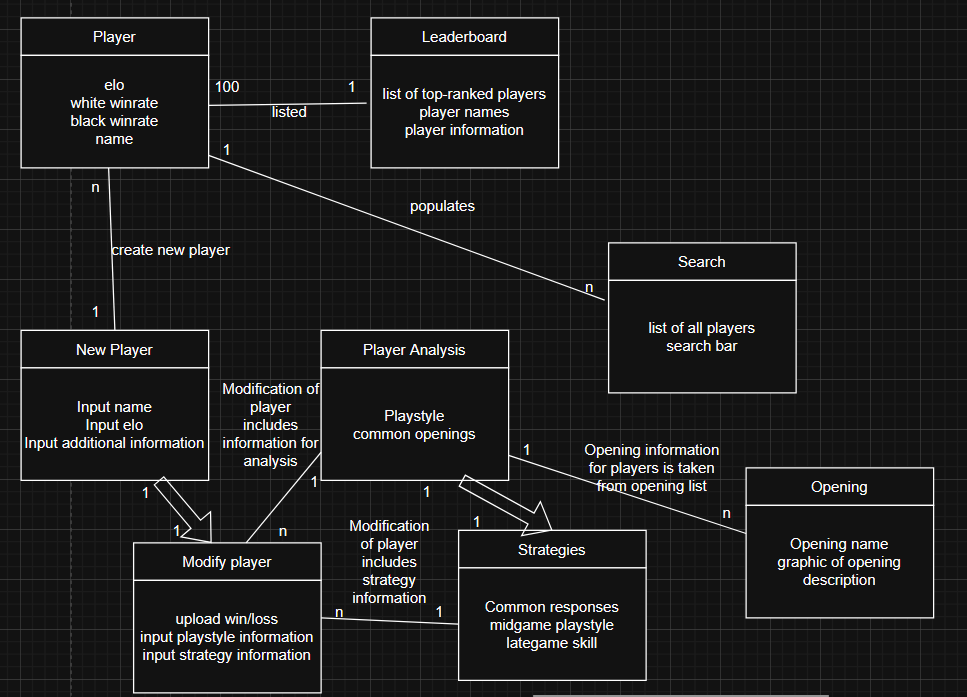 Player
elo
white winrate
black winrate
name
100
1
listed
Leaderboard
list of top-ranked players
player names
player information
1
populates
n
Search
list of all players
search bar
n
create new player
1
New Player
Input name
Input elo
Input additional information
Modification of
player
includes
information for
analysis
Player Analysis
Playstyle
common openings
1
n
1
1
1
1
1
Opening information
for players is taken
from opening list
n
Opening
Opening name
graphic of opening
description
Modify player
upload win/loss
input playstyle information
input strategy information
Modification
of player
includes
strategy
information
n
1
Strategies
Common responses
midgame playstyle
lategame skill